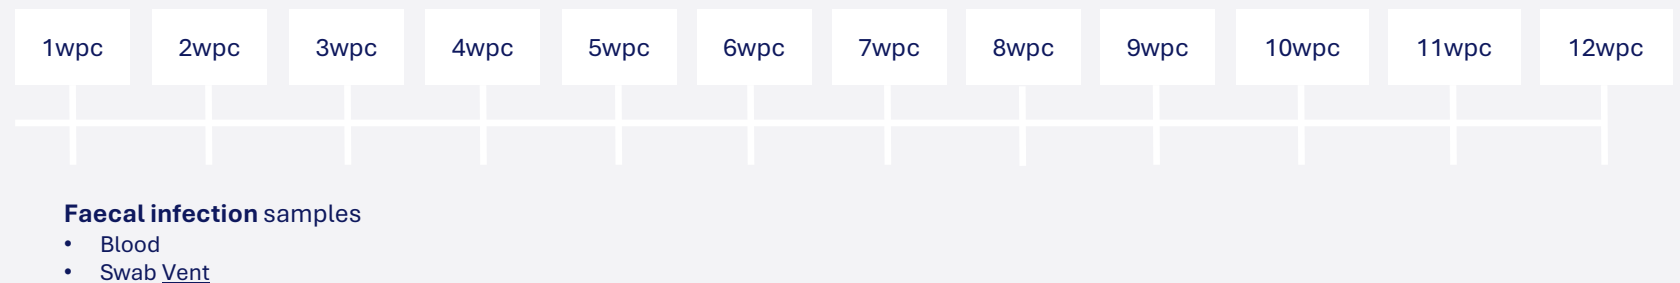 1wpc 2wpc 3wpc 4wpc 5wpc 6wpc 7wpc 8wpc 9wpc 10wpc 11wpc 12wpc
Faecal infection samples
• Blood
• Swab Vent